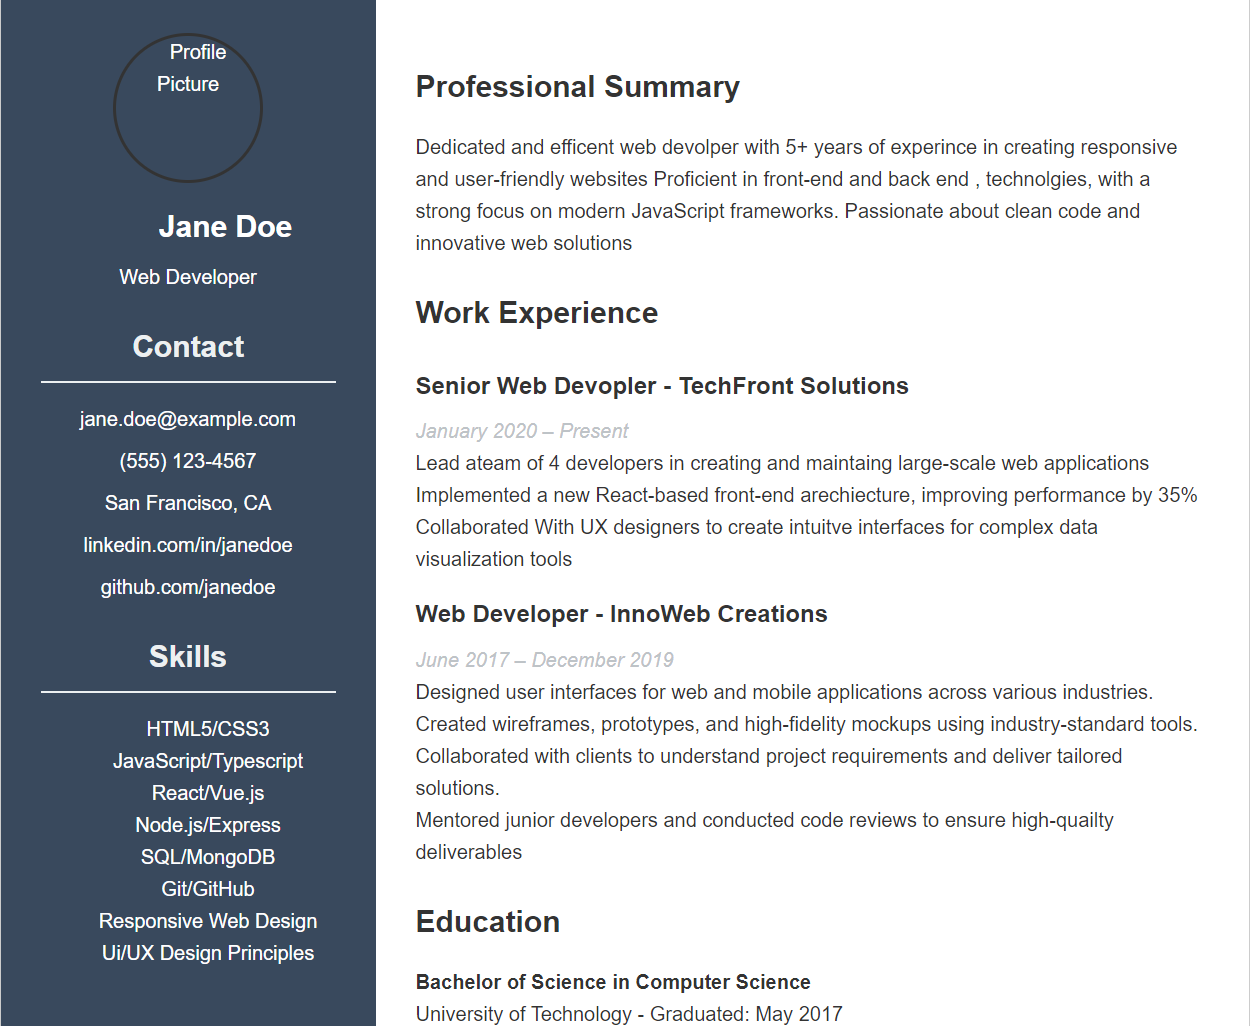 Profile
Picture
Jane Doe
Web Developer
Contact
jane.doe@example.com
(555) 123-4567
San Francisco, CA
linkedin.com/in/janedoe
github.com/janedoe
Skills
HTML5/CSS3
JavaScript/Typescript
React/Vue.js
Node.js/Express
SQL/MongoDB
Git/GitHub
Responsive Web Design
Ui/UX Design Principles
Professional Summary
Dedicated and efficent web devolper with 5+ years of experince in creating responsive
and user-friendly websites Proficient in front-end and back end , technolgies, with a
strong focus on modern JavaScript frameworks. Passionate about clean code and
innovative web solutions
Work Experience
Senior Web Devopler - TechFront Solutions
January 2020 – Present
Lead ateam of 4 developers in creating and maintaing large-scale web applications
Implemented a new React-based front-end arechiecture, improving performance by 35%
Collaborated With UX designers to create intuitve interfaces for complex data
visualization tools
Web Developer - InnoWeb Creations
June 2017 – December 2019
Designed user interfaces for web and mobile applications across various industries.
Created wireframes, prototypes, and high-fidelity mockups using industry-standard tools.
Collaborated with clients to understand project requirements and deliver tailored
solutions.
Mentored junior developers and conducted code reviews to ensure high-quailty
deliverables
Education
Bachelor of Science in Computer Science
University of Technology - Graduated: May 2017